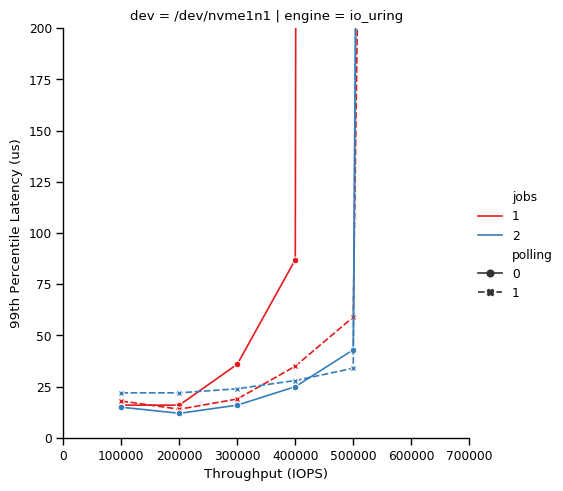 dev = /dev/nvme1n1 | engine = io_uring
200
175
150
125
100
75
50
25
0
99th Percentile Latency (us)
0 100000 200000 300000 400000 500000 600000 700000
Throughput (IOPS)
jobs
1
2
polling
0
1